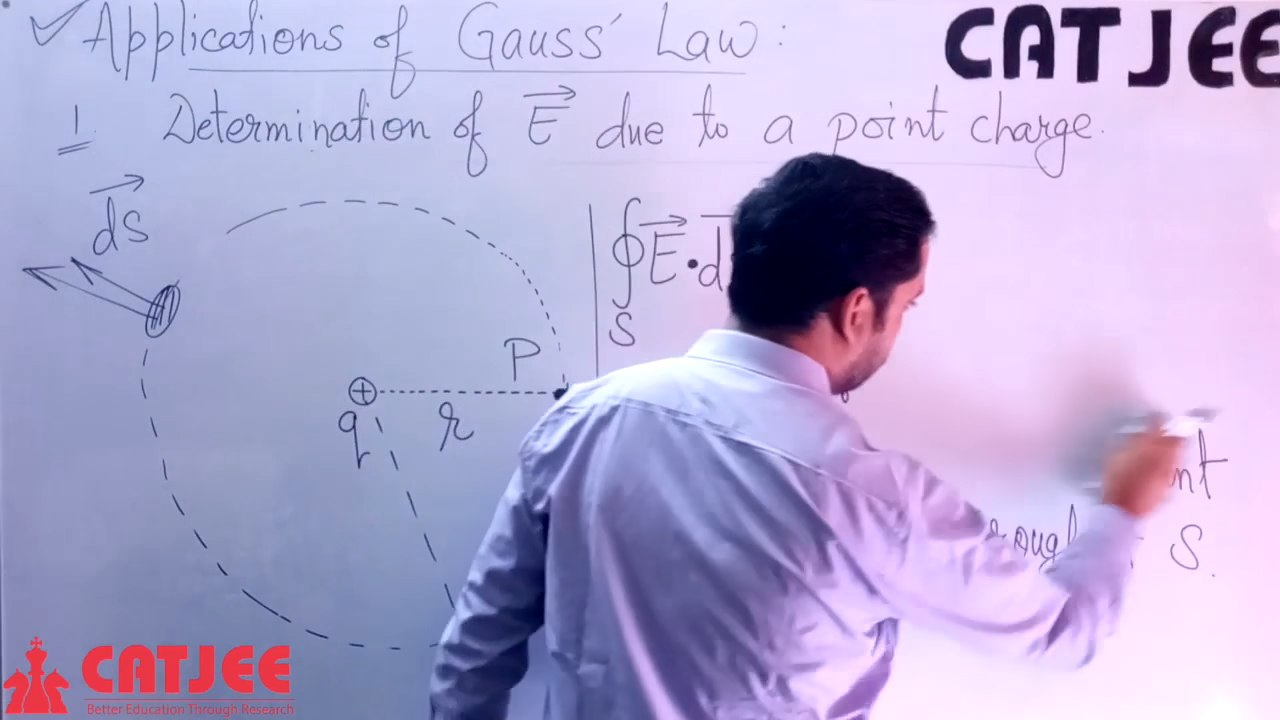 ✓ Applications of Gauss' Law :
CATJEE
1 Determination of E due to a point charge.
dS
∮ E • d
S
P
q r
S.
CATJEE
Better Education Through Research